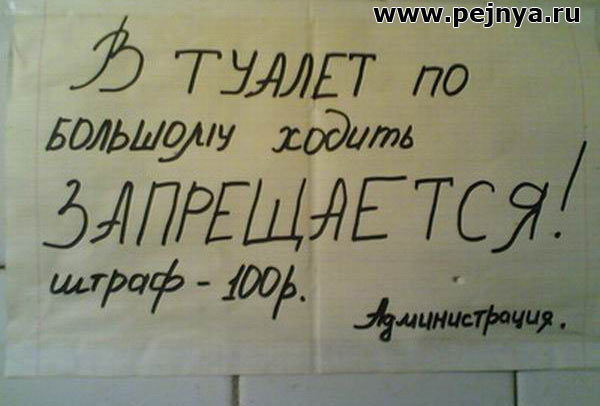 www.pejnya.ru
В ТУАЛЕТ ПО
БОЛЬШОМУ ХОДИТЬ
ЗАПРЕЩАЕТСЯ!
штраф - 100р.
Администрация.